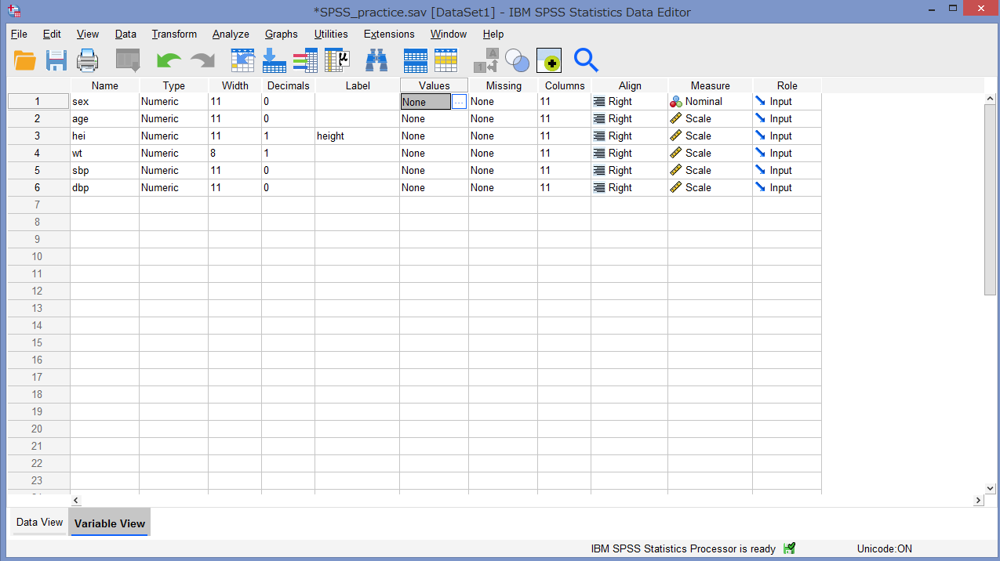 *SPSS_practice.sav [DataSet1] - IBM SPSS Statistics Data Editor
File Edit View Data Transform Analyze Graphs Utilities Extensions Window Help
Name Type Width Decimals Label Values Missing Columns Align Measure Role
1 sex Numeric 11 0 None ... None 11 Right Nominal Input
2 age Numeric 11 0 None None 11 Right Scale Input
3 hei Numeric 11 1 height None None 11 Right Scale Input
4 wt Numeric 8 1 None None 11 Right Scale Input
5 sbp Numeric 11 0 None None 11 Right Scale Input
6 dbp Numeric 11 0 None None 11 Right Scale Input
7
8
9
10
11
12
13
14
15
16
17
18
19
20
21
22
23
Data View Variable View
IBM SPSS Statistics Processor is ready Unicode:ON